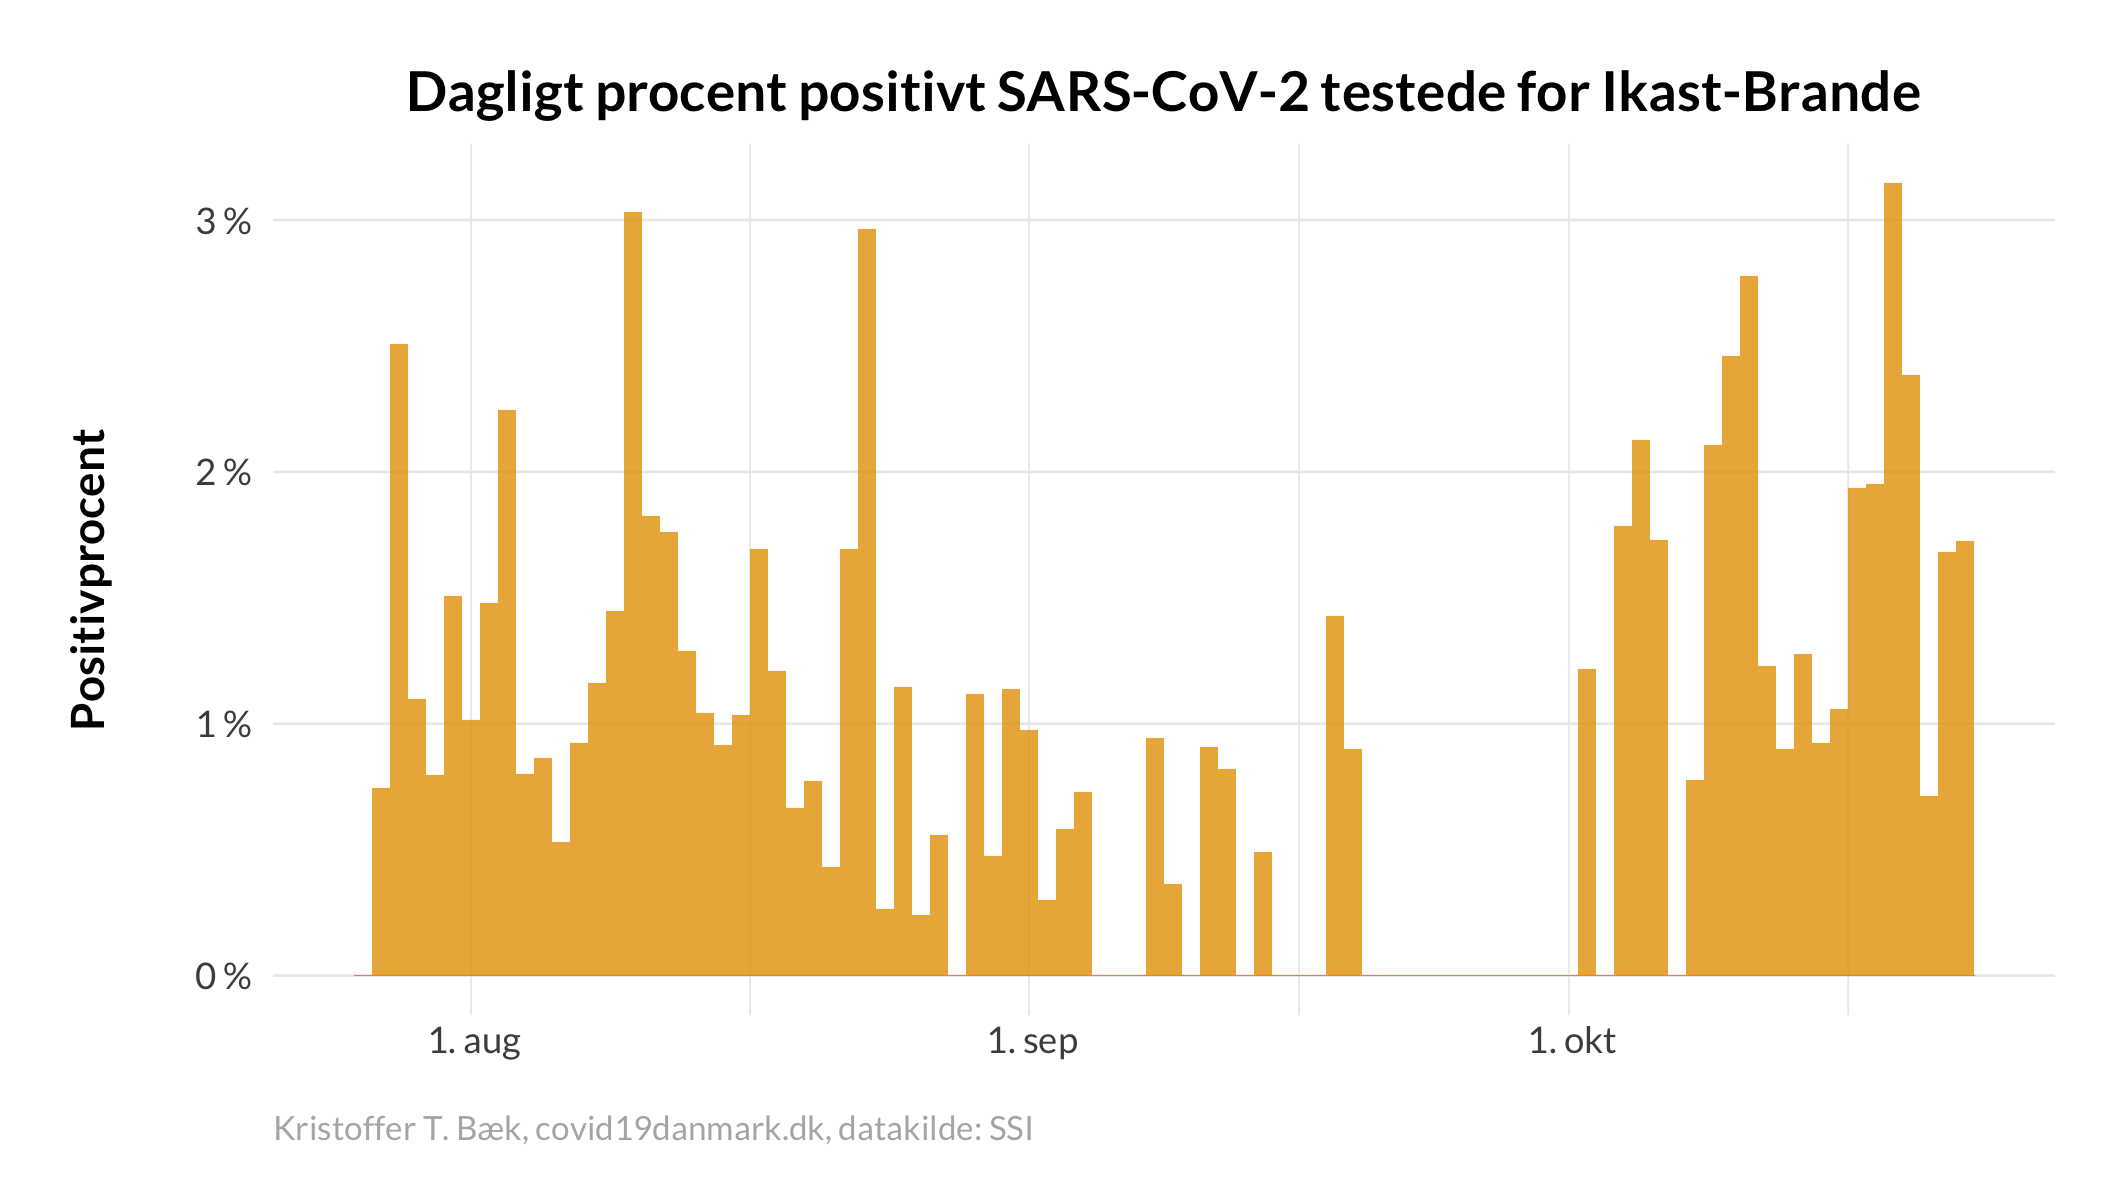 Dagligt procent positivt SARS-CoV-2 testede for Ikast-Brande
Positivprocent
3 %
2 %
1 %
0 %
1. aug
1. sep
1. okt
Kristoffer T. Bæk, covid19danmark.dk, datakilde: SSI